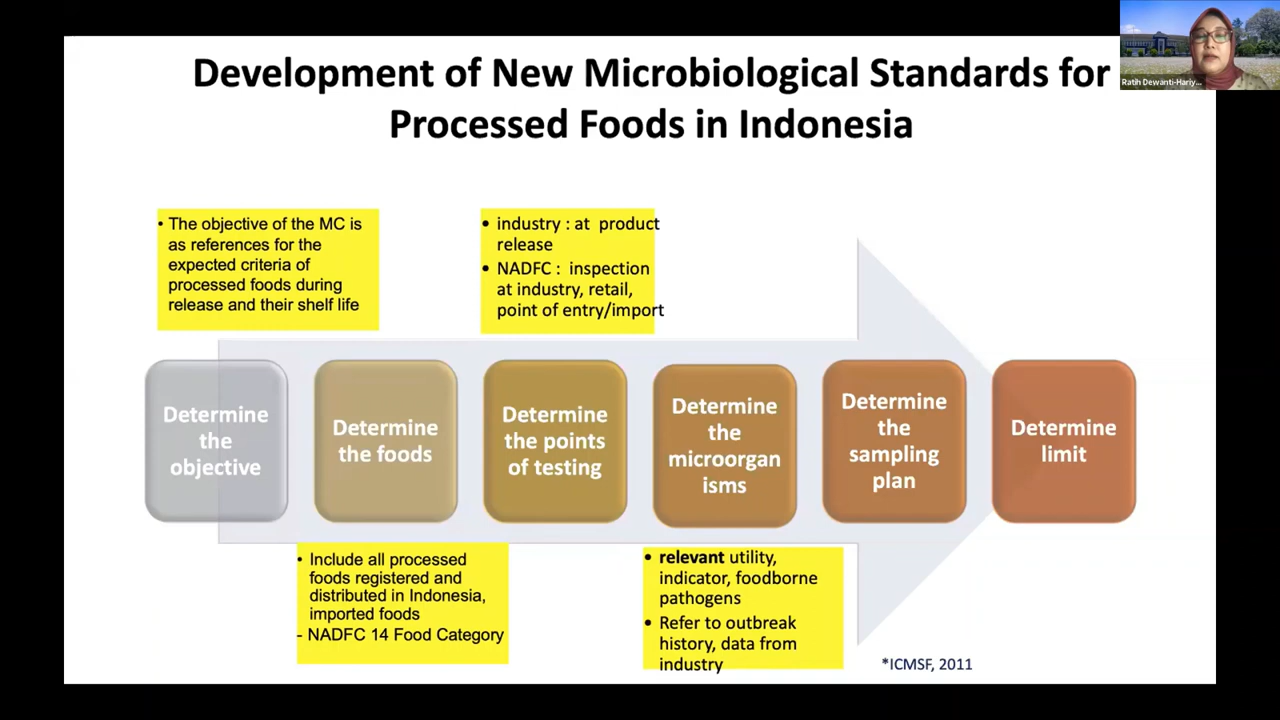 Development of New Microbiological Standards for
Processed Foods in Indonesia
Ratih Dewanti-Hariy...
• The objective of the MC is
as references for the
expected criteria of
processed foods during
release and their shelf life
• industry : at product
release
• NADFC : inspection
at industry, retail,
point of entry/import
Determine
the
objective
Determine
the foods
Determine
the points
of testing
Determine
the
microorgan
isms
Determine
the
sampling
plan
Determine
limit
• Include all processed
foods registered and
distributed in Indonesia,
imported foods
- NADFC 14 Food Category
• relevant utility,
indicator, foodborne
pathogens
• Refer to outbreak
history, data from
industry
*ICMSF, 2011